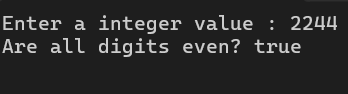 Enter a integer value : 2244
Are all digits even? true